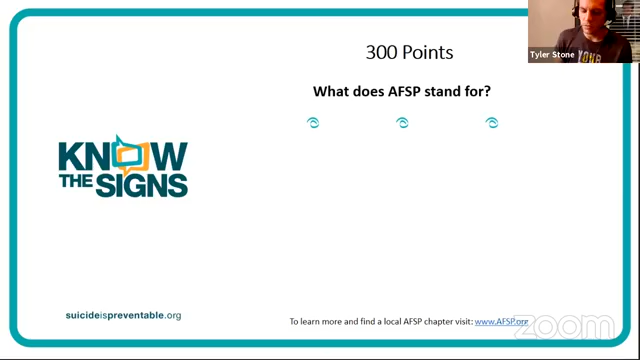 300 Points
Tyler Stone
What does AFSP stand for?
KNOW
THE SIGNS
suicideispreventable.org
To learn more and find a local AFSP chapter visit: www.AFSP.org
zoom